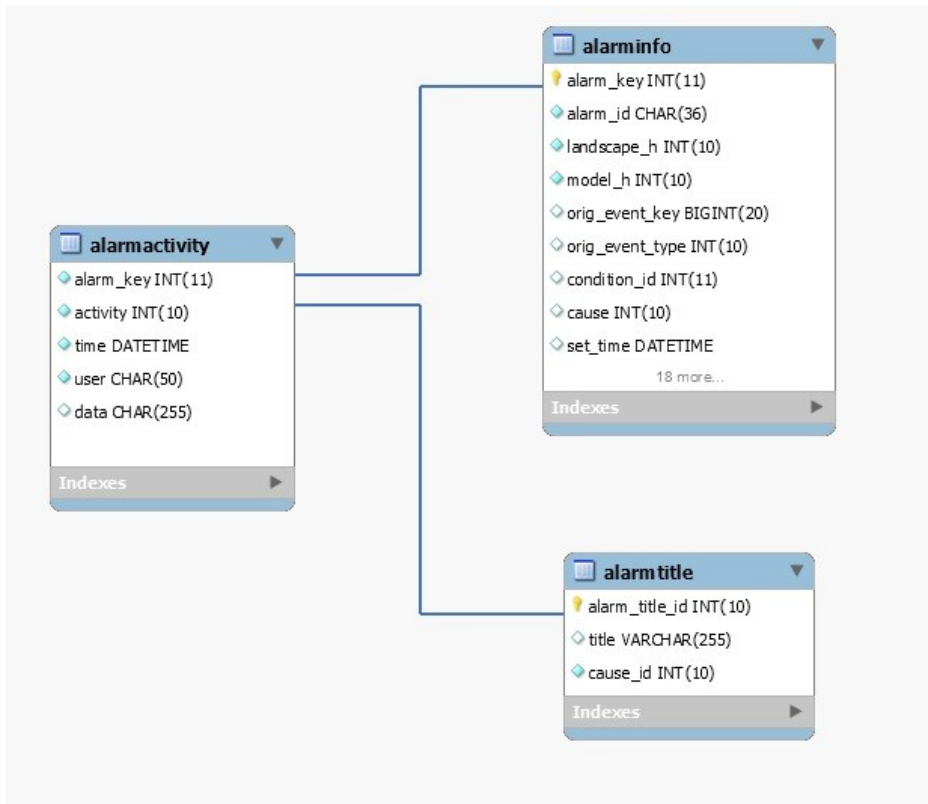 alarminfo
alarm_key INT(11)
alarm_id CHAR(36)
landscape_h INT(10)
model_h INT(10)
orig_event_key BIGINT(20)
orig_event_type INT(10)
condition_id INT(11)
cause INT(10)
set_time DATETIME
18 more...
Indexes
alarmactivity
alarm_key INT(11)
activity INT(10)
time DATETIME
user CHAR(50)
data CHAR(255)
Indexes
alarmtitle
alarm_title_id INT(10)
title VARCHAR(255)
cause_id INT(10)
Indexes